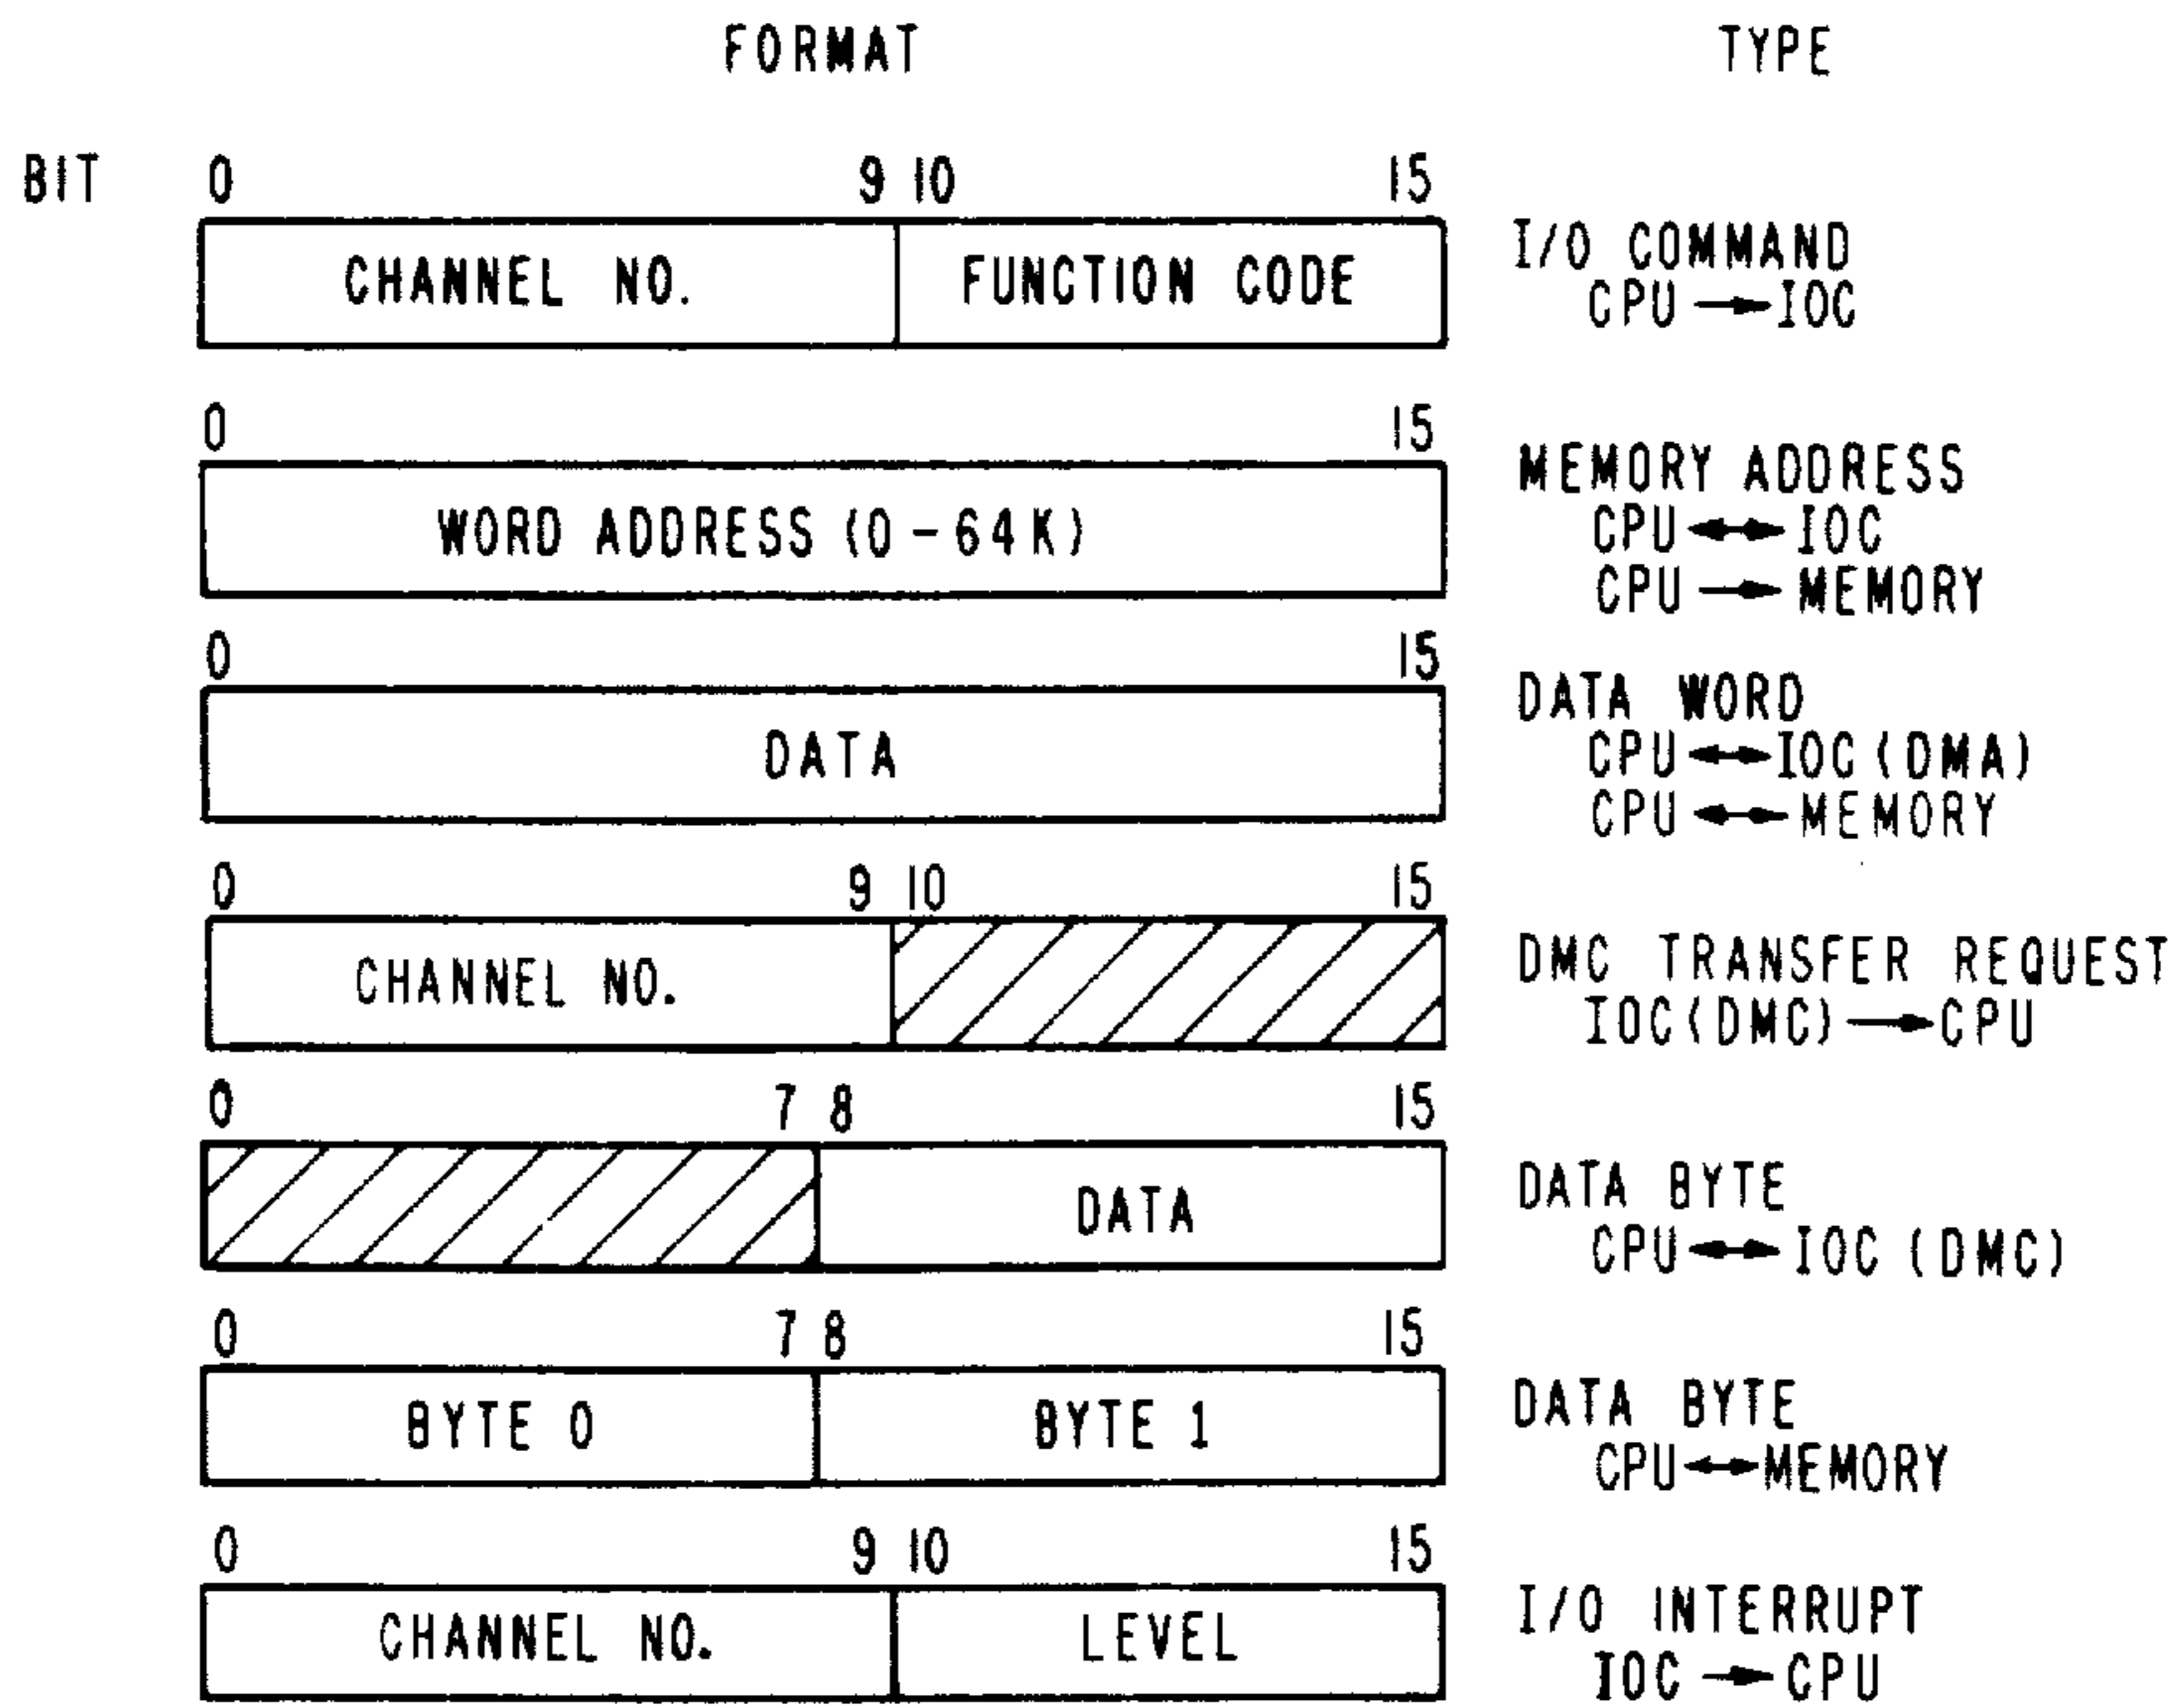 FORMAT TYPE
BIT 0 9 10 15
CHANNEL NO. FUNCTION CODE
I/O COMMAND
CPU → IOC
0 15
WORD ADDRESS (0 - 64K)
MEMORY ADDRESS
CPU ↔ IOC
CPU → MEMORY
0 15
DATA
DATA WORD
CPU ↔ IOC (DMA)
CPU ↔ MEMORY
0 9 10 15
CHANNEL NO.
DMC TRANSFER REQUEST
IOC(DMC) → CPU
0 7 8 15
DATA
DATA BYTE
CPU ↔ IOC (DMC)
0 7 8 15
BYTE 0 BYTE 1
DATA BYTE
CPU ↔ MEMORY
0 9 10 15
CHANNEL NO. LEVEL
I/O INTERRUPT
IOC → CPU